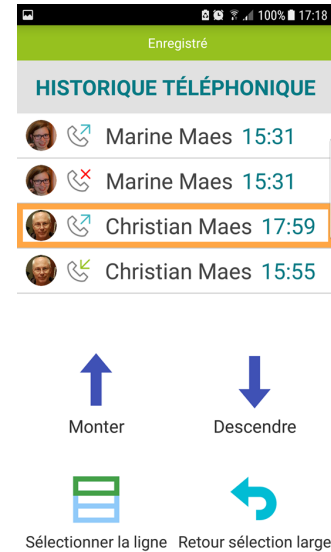 100% 17:18
Enregistré
HISTORIQUE TÉLÉPHONIQUE
Marine Maes 15:31
Marine Maes 15:31
Christian Maes 17:59
Christian Maes 15:55
Monter Descendre
Sélectionner la ligne Retour sélection large